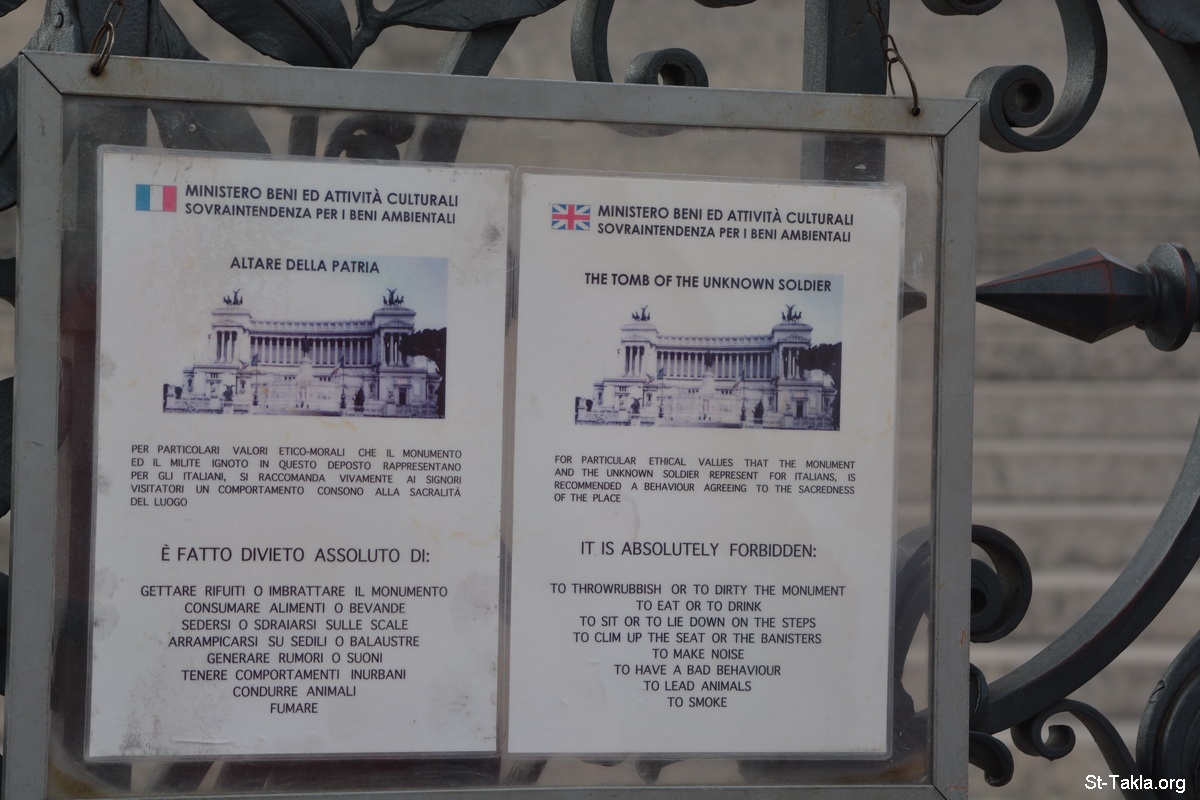 MINISTERO BENI ED ATTIVITÀ CULTURALI
SOVRAINTENDENZA PER I BENI AMBIENTALI
ALTARE DELLA PATRIA
PER PARTICOLARI VALORI ETICO-MORALI CHE IL MONUMENTO
ED IL MILITE IGNOTO IN QUESTO DEPOSTO RAPPRESENTANO
PER GLI ITALIANI, SI RACCOMANDA VIVAMENTE AI SIGNORI
VISITATORI UN COMPORTAMENTO CONSONO ALLA SACRALITÀ
DEL LUOGO
È FATTO DIVIETO ASSOLUTO DI:
GETTARE RIFIUTI O IMBRATTARE IL MONUMENTO
CONSUMARE ALIMENTI O BEVANDE
SEDERSI O SDRAIARSI SULLE SCALE
ARRAMPICARSI SU SEDILI O BALAUSTRE
GENERARE RUMORI O SUONI
TENERE COMPORTAMENTI INURBANI
CONDURRE ANIMALI
FUMARE
MINISTERO BENI ED ATTIVITÀ CULTURALI
SOVRAINTENDENZA PER I BENI AMBIENTALI
THE TOMB OF THE UNKNOWN SOLDIER
FOR PARTICULAR ETHICAL VALUES THAT THE MONUMENT
AND THE UNKNOWN SOLDIER REPRESENT FOR ITALIANS, IS
RECOMMENDED A BEHAVIOUR AGREEING TO THE SACREDNESS
OF THE PLACE
IT IS ABSOLUTELY FORBIDDEN:
TO THROWRUBBISH OR TO DIRTY THE MONUMENT
TO EAT OR TO DRINK
TO SIT OR TO LIE DOWN ON THE STEPS
TO CLIM UP THE SEAT OR THE BANISTERS
TO MAKE NOISE
TO HAVE A BAD BEHAVIOUR
TO LEAD ANIMALS
TO SMOKE
St-Takla.org